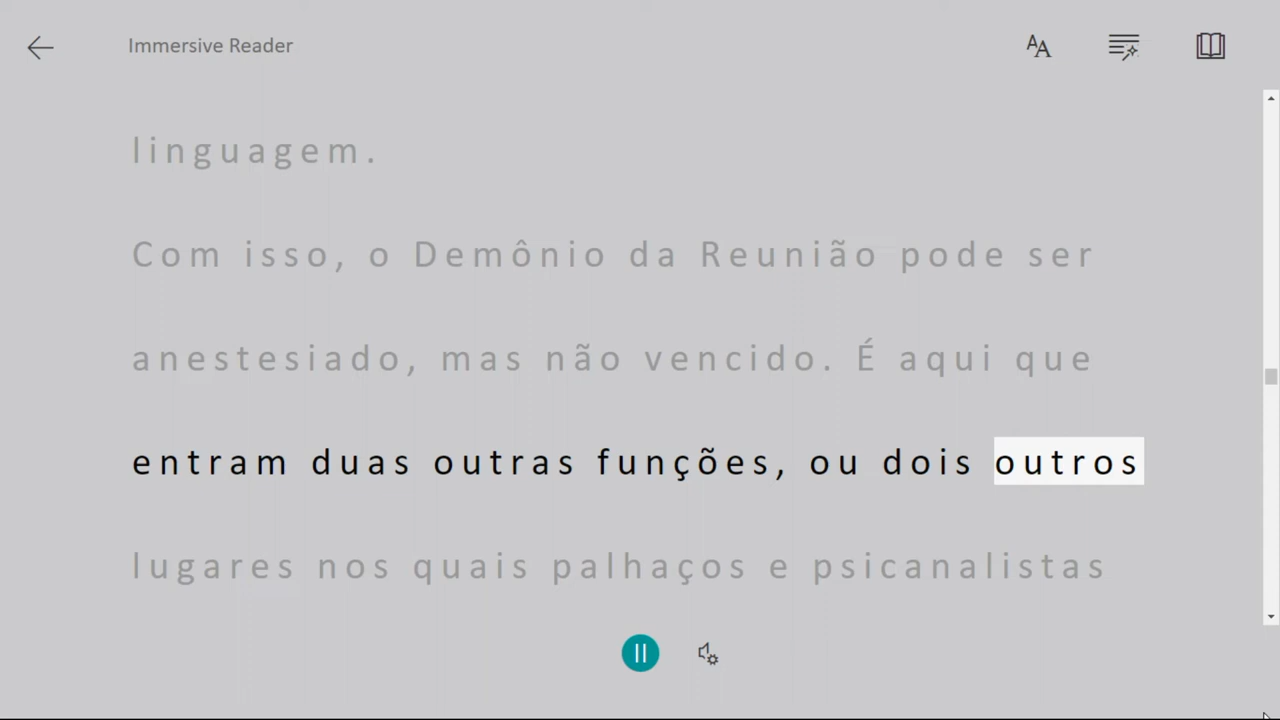 Immersive Reader
linguagem.
Com isso, o Demônio da Reunião pode ser
anestesiado, mas não vencido. É aqui que
entram duas outras funções, ou dois outros
lugares nos quais palhaços e psicanalistas